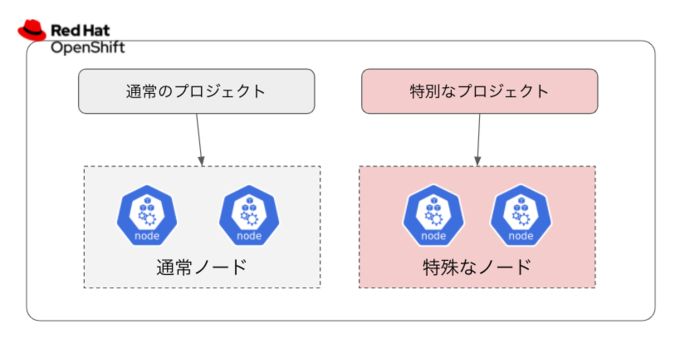 Red Hat
OpenShift
通常のプロジェクト
特別なプロジェクト
node
node
node
node
通常ノード
特殊なノード